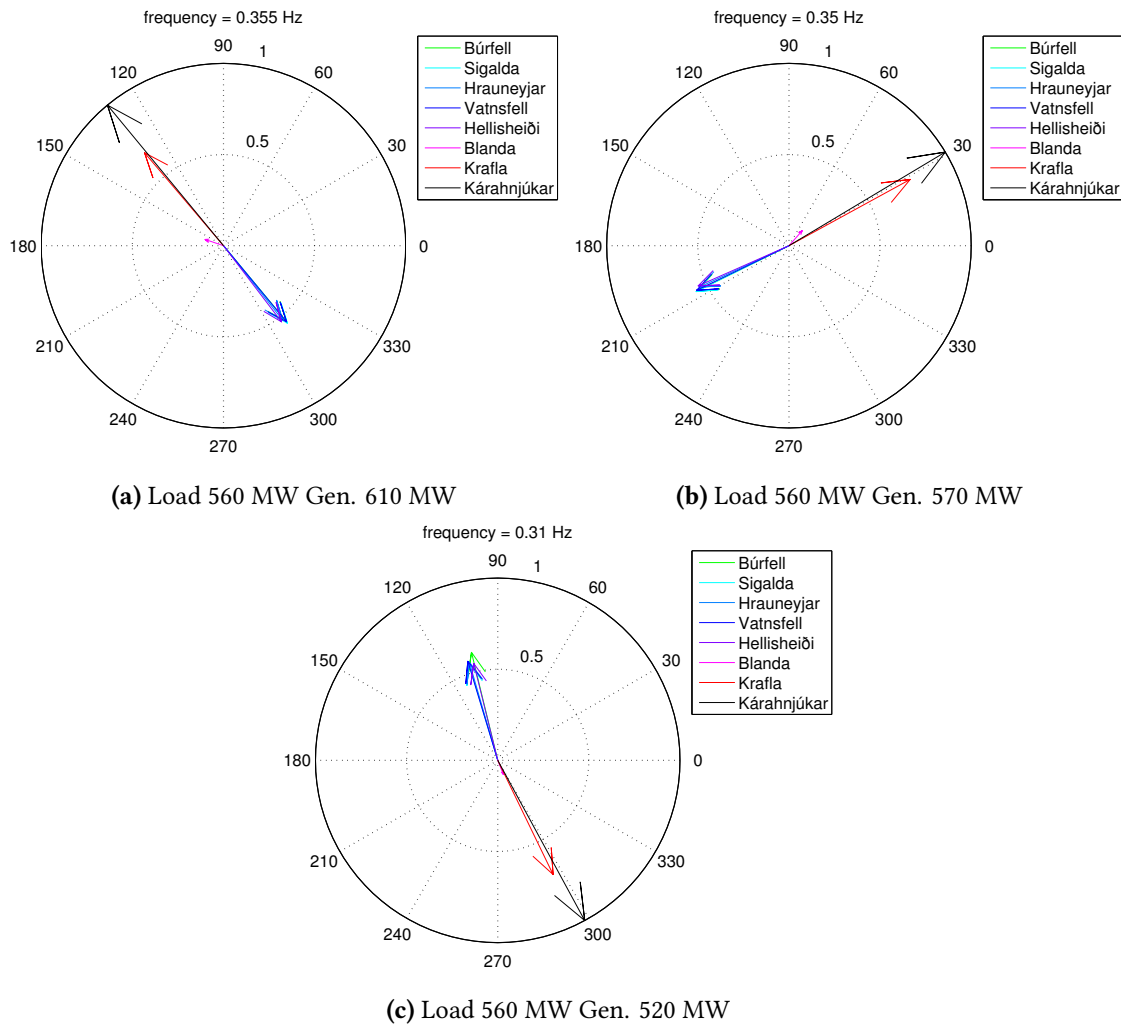 frequency = 0.355 Hz
90
1
120
60
0.5
150
30
180
0
210
330
240
300
270
Búrfell
Sigalda
Hrauneyjar
Vatnsfell
Hellisheiði
Blanda
Krafla
Kárahnjúkar
(a) Load 560 MW Gen. 610 MW
frequency = 0.35 Hz
90
1
120
60
0.5
150
30
180
0
210
330
240
300
270
Búrfell
Sigalda
Hrauneyjar
Vatnsfell
Hellisheiði
Blanda
Krafla
Kárahnjúkar
(b) Load 560 MW Gen. 570 MW
frequency = 0.31 Hz
90
1
120
60
0.5
150
30
180
0
210
330
240
300
270
Búrfell
Sigalda
Hrauneyjar
Vatnsfell
Hellisheiði
Blanda
Krafla
Kárahnjúkar
(c) Load 560 MW Gen. 520 MW